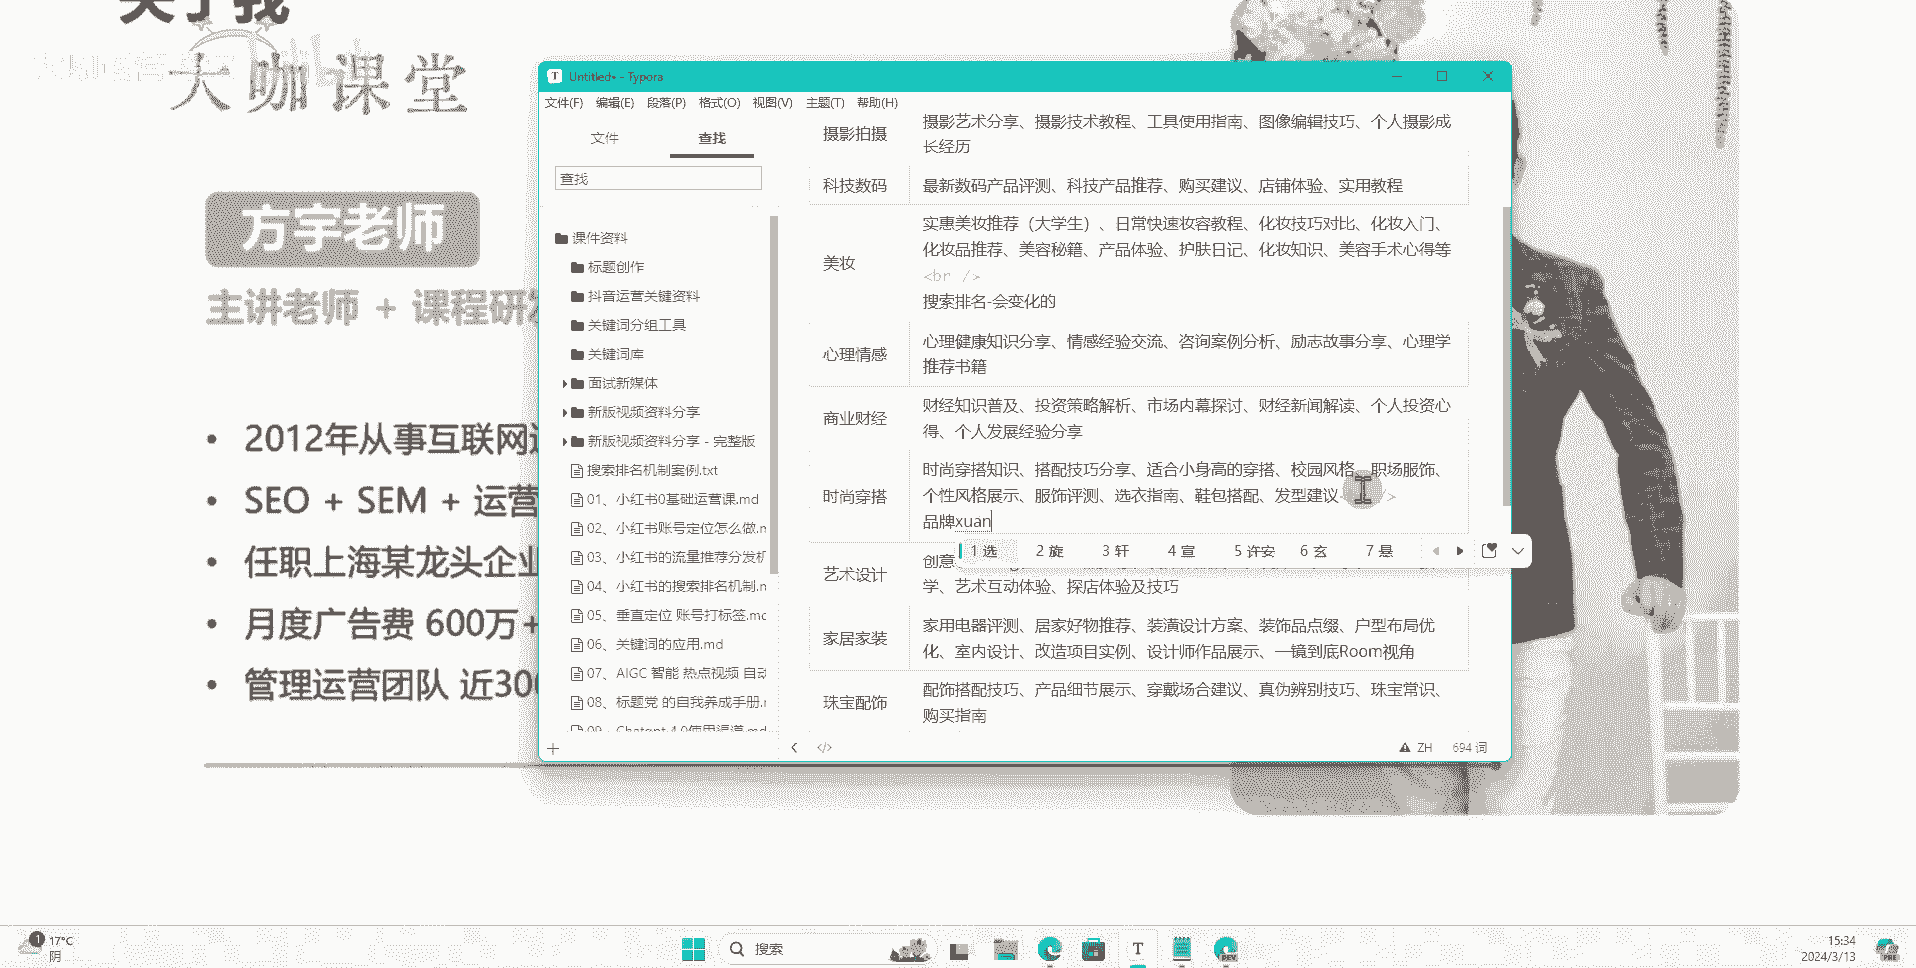 关于我
大咖课堂
方宇老师
主讲老师 + 课程研
2012年从事互联网
SEO + SEM + 运营
任职上海某龙头企业
月度广告费 600万+
管理运营团队 近300
Untitled• - Typora
文件(F) 编辑(E) 段落(P) 格式(O) 视图(V) 主题(T) 帮助(H)
文件 查找
查找
课件资料
标题创作
抖音运营关键资料
关键词分组工具
关键词库
面试新媒体
新版视频资料分享
新版视频资料分享 - 完整版
搜索排名机制案例.txt
01、小红书0基础运营课.md
02、小红书账号定位怎么做.m
03、小红书的流量推荐分发机
04、小红书的搜索排名机制.m
05、垂直定位 账号打标签.mc
06、关键词的应用.md
07、AIGC 智能 热点视频 自动
08、标题党 的自我养成手册.r
09、Chatgpt 4.0使用渠道.md
摄影拍摄
摄影艺术分享、摄影技术教程、工具使用指南、图像编辑技巧、个人摄影成
长经历
科技数码
最新数码产品评测、科技产品推荐、购买建议、店铺体验、实用教程
美妆
实惠美妆推荐（大学生）、日常快速妆容教程、化妆技巧对比、化妆入门、
化妆品推荐、美容秘籍、产品体验、护肤日记、化妆知识、美容手术心得等
<br />
搜索排名-会变化的
心理情感
心理健康知识分享、情感经验交流、咨询案例分析、励志故事分享、心理学
推荐书籍
商业财经
财经知识普及、投资策略解析、市场内幕探讨、财经新闻解读、个人投资心
得、个人发展经验分享
时尚穿搭
时尚穿搭知识、搭配技巧分享、适合小身高的穿搭、校园风格、职场服饰、
个性风格展示、服饰评测、选衣指南、鞋包搭配、发型建议 />
品牌xuan
1 选 2 旋 3 轩 4 宣 5 许安 6 玄 7 悬
艺术设计
创意
学、艺术互动体验、探店体验及技巧
家居家装
家用电器评测、居家好物推荐、装潢设计方案、装饰品点缀、户型布局优
化、室内设计、改造项目实例、设计师作品展示、一镜到底Room视角
珠宝配饰
配饰搭配技巧、产品细节展示、穿戴场合建议、真伪辨别技巧、珠宝常识、
购买指南
ZH 694 词
1 17°C
阴
搜索
T
DEV
15:34
2024/3/13
PRE